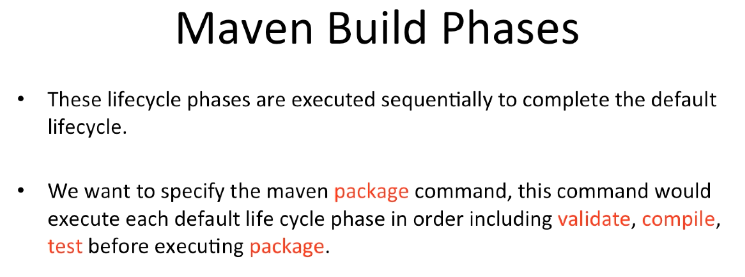 Maven Build Phases
• These lifecycle phases are executed sequentially to complete the default
lifecycle.
• We want to specify the maven package command, this command would
execute each default life cycle phase in order including validate, compile,
test before executing package.